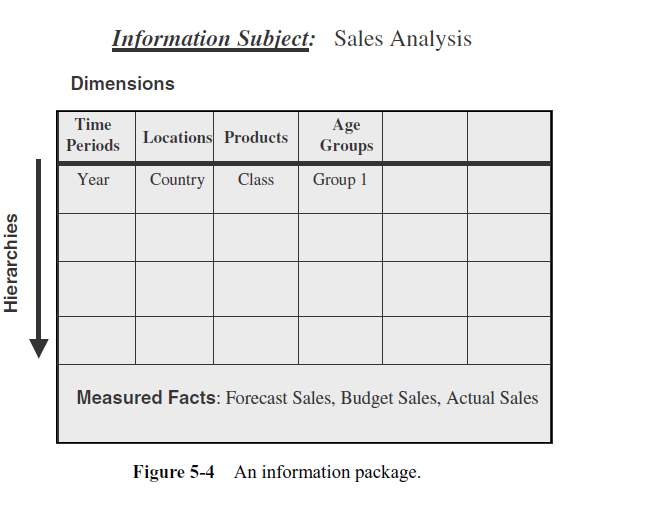 Information Subject: Sales Analysis
Dimensions
Time Periods Locations Products Age Groups
Year Country Class Group 1
Hierarchies
Measured Facts: Forecast Sales, Budget Sales, Actual Sales
Figure 5-4 An information package.